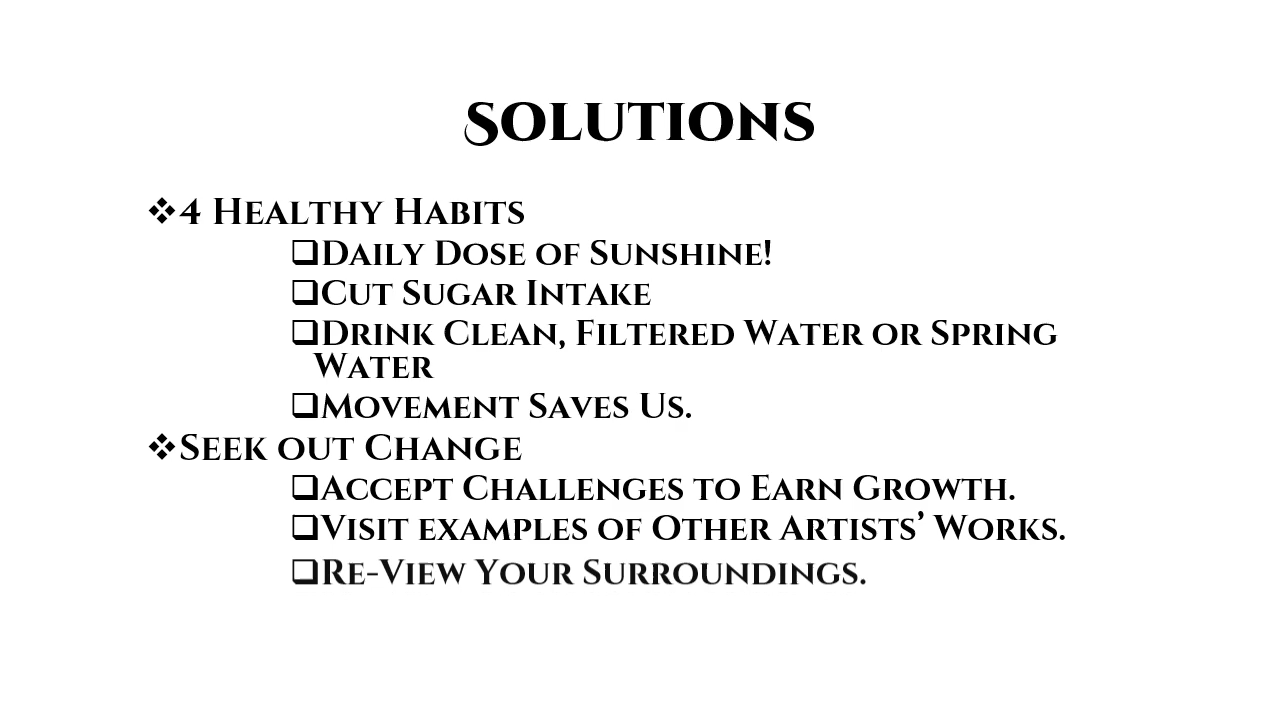 Solutions
❖4 Healthy Habits
❑Daily Dose of Sunshine!
❑Cut Sugar Intake
❑Drink Clean, Filtered Water or Spring
Water
❑Movement Saves Us.
❖Seek out Change
❑Accept Challenges to Earn Growth.
❑Visit examples of Other Artists’ Works.
❑Re-View Your Surroundings.